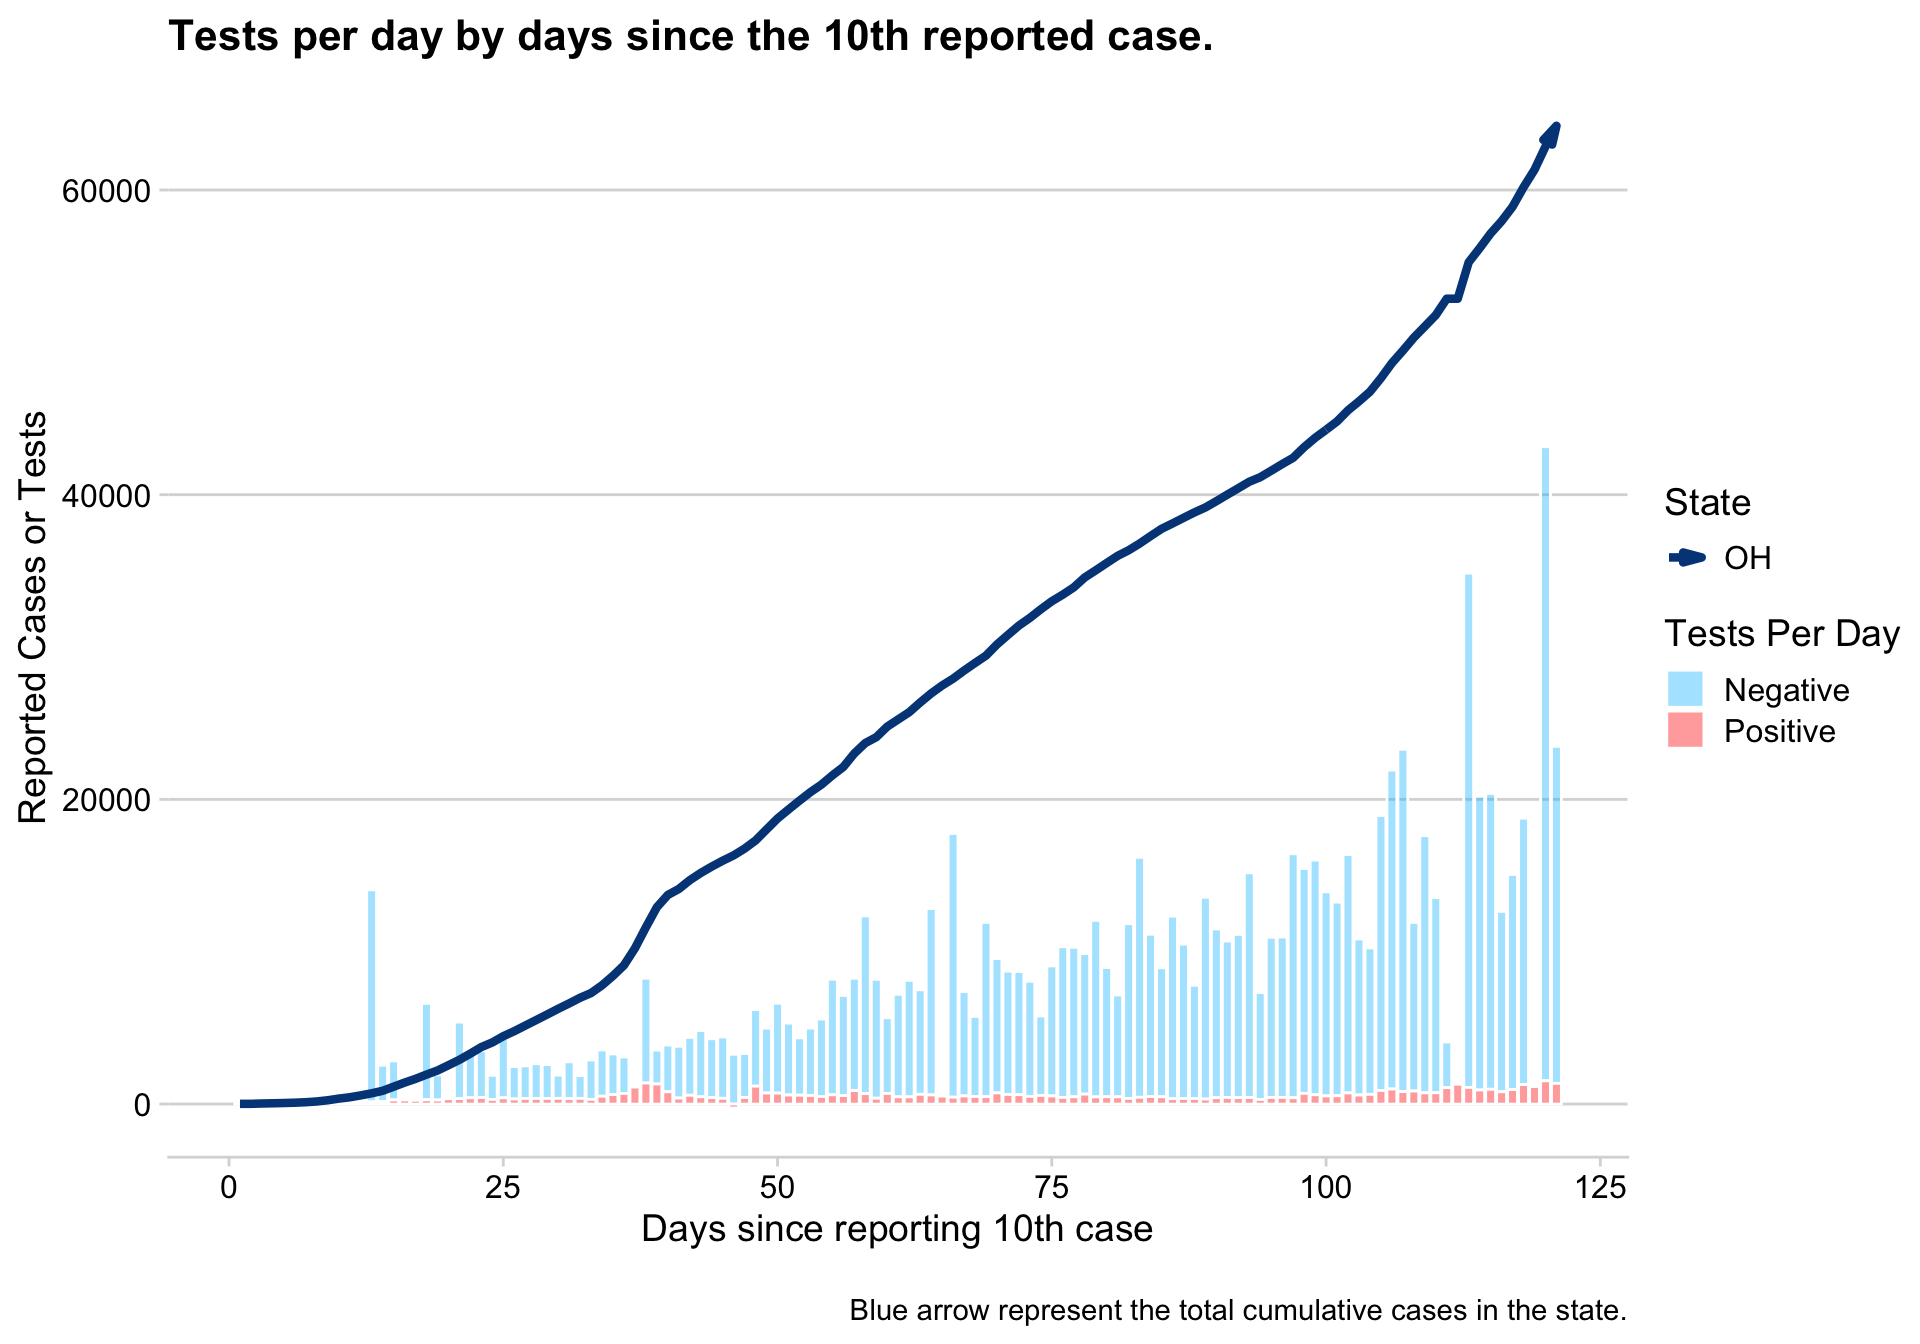 Tests per day by days since the 10th reported case.
Reported Cases or Tests
60000
40000
20000
0
0 25 50 75 100 125
Days since reporting 10th case
State
OH
Tests Per Day
Negative
Positive
Blue arrow represent the total cumulative cases in the state.